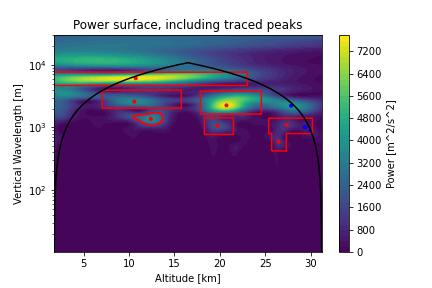 Power surface, including traced peaks
10⁴
10³
10²
Vertical Wavelength [m]
5 10 15 20 25 30
Altitude [km]
7200
6400
5600
4800
4000
3200
2400
1600
800
0
Power [m^2/s^2]